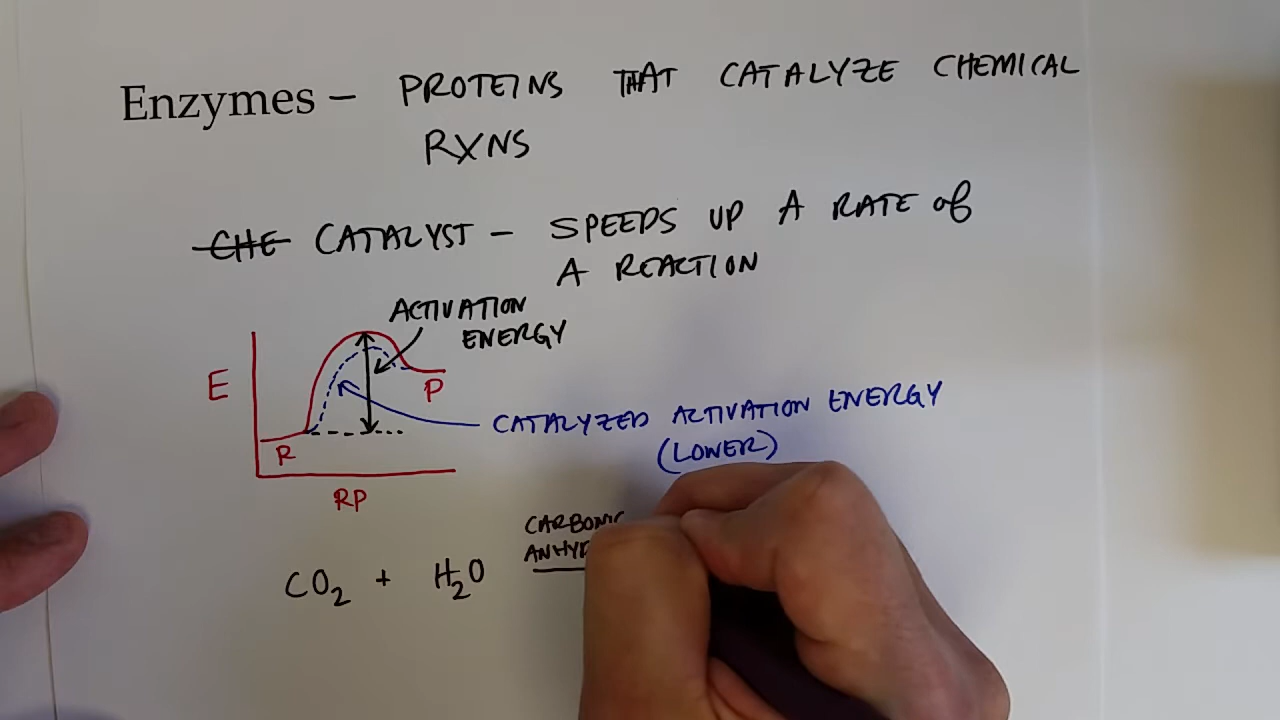 Enzymes – PROTEINS THAT CATALYZE CHEMICAL
RXNS
CHE CATALYST – SPEEDS UP A RATE of
A REACTION
ACTIVATION
ENERGY
E
P
CATALYZED ACTIVATION ENERGY
(LOWER)
R
RP
CARBONIC
CO2 + H2O